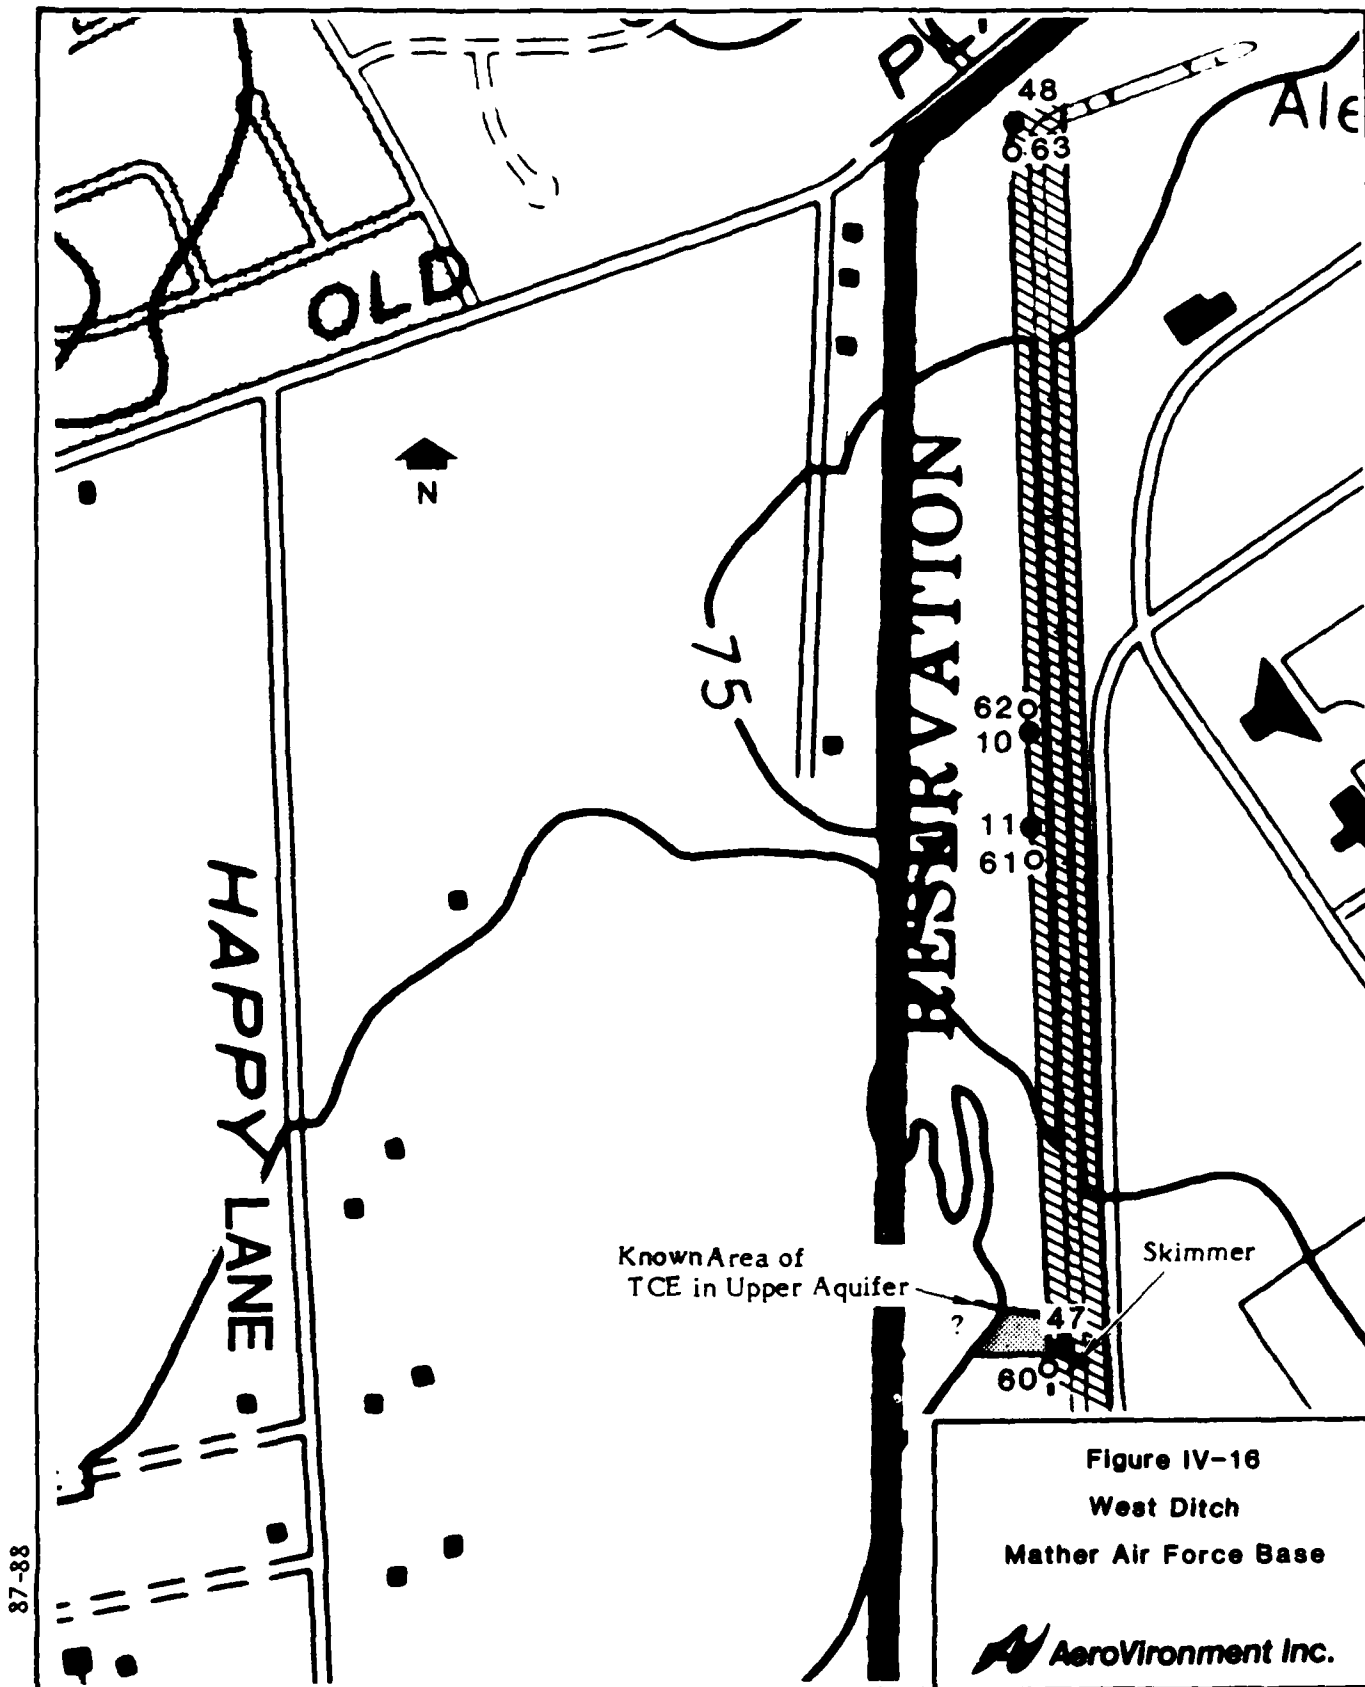 48
63
OLD
N
RESERVATION
75
62
10
11
61
HAPPY LANE
Known Area of
TCE in Upper Aquifer
Skimmer
?
47
60
Figure IV-16
West Ditch
Mather Air Force Base
AeroVironment Inc.
87-88